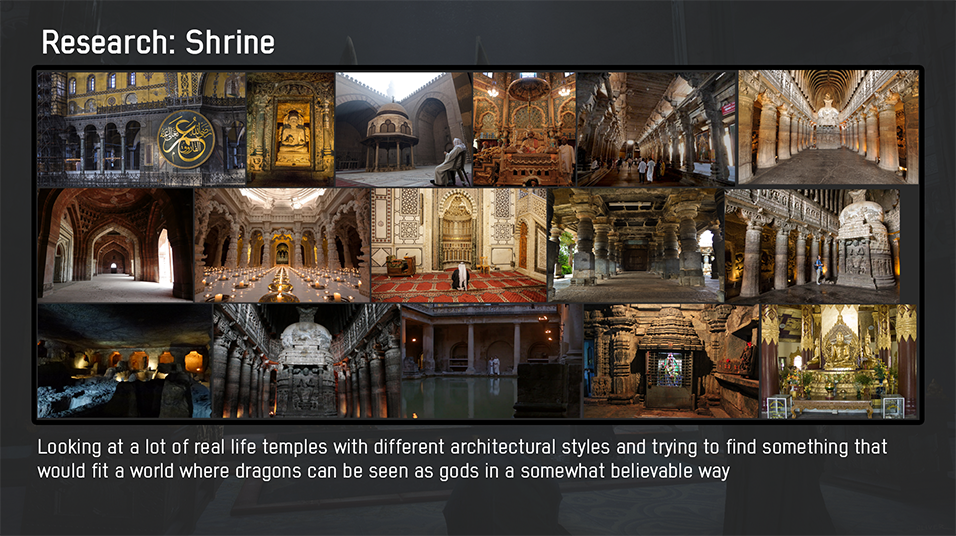 Research: Shrine
Looking at a lot of real life temples with different architectural styles and trying to find something that
would fit a world where dragons can be seen as gods in a somewhat believable way